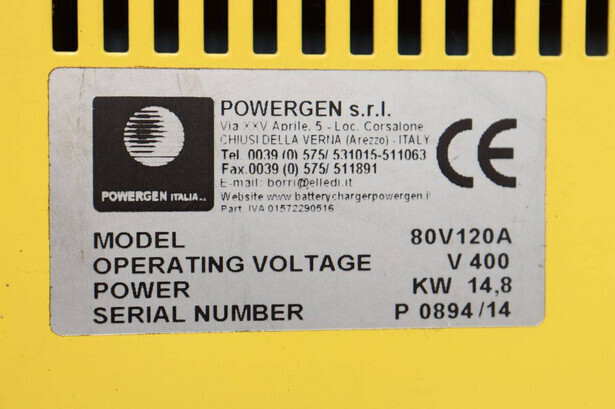 POWERGEN s.r.l.
Via XXV Aprile, 5 - Loc. Corsalone
CHIUSI DELLA VERNA (Arezzo) - ITALY
Tel. 0039 (0) 575/ 531015-511063
Fax.0039 (0) 575/ 511891
E-mail: borri@elledi.it
Website www.batterychargerpowergen.it
Part. IVA 01572290516
CE
POWERGEN ITALIA
MODEL 80V120A
OPERATING VOLTAGE V 400
POWER KW 14,8
SERIAL NUMBER P 0894/14